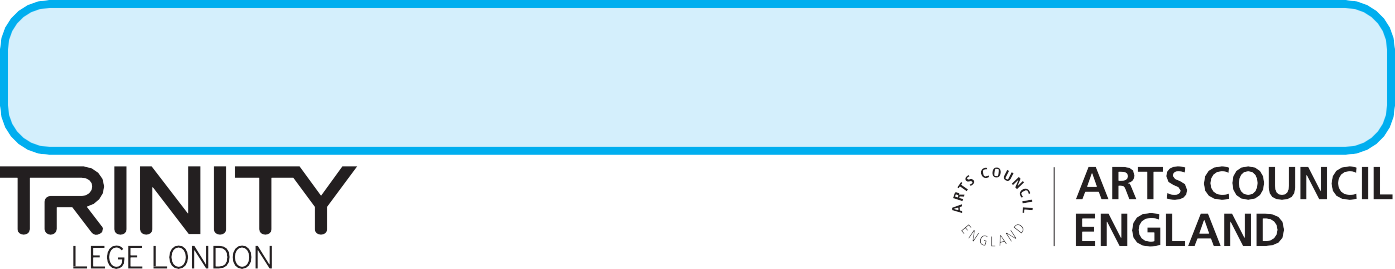 TRINITY
LEGE LONDON
ARTS COUNCIL
ENGLAND
ARTS COUNCIL
ENGLAND